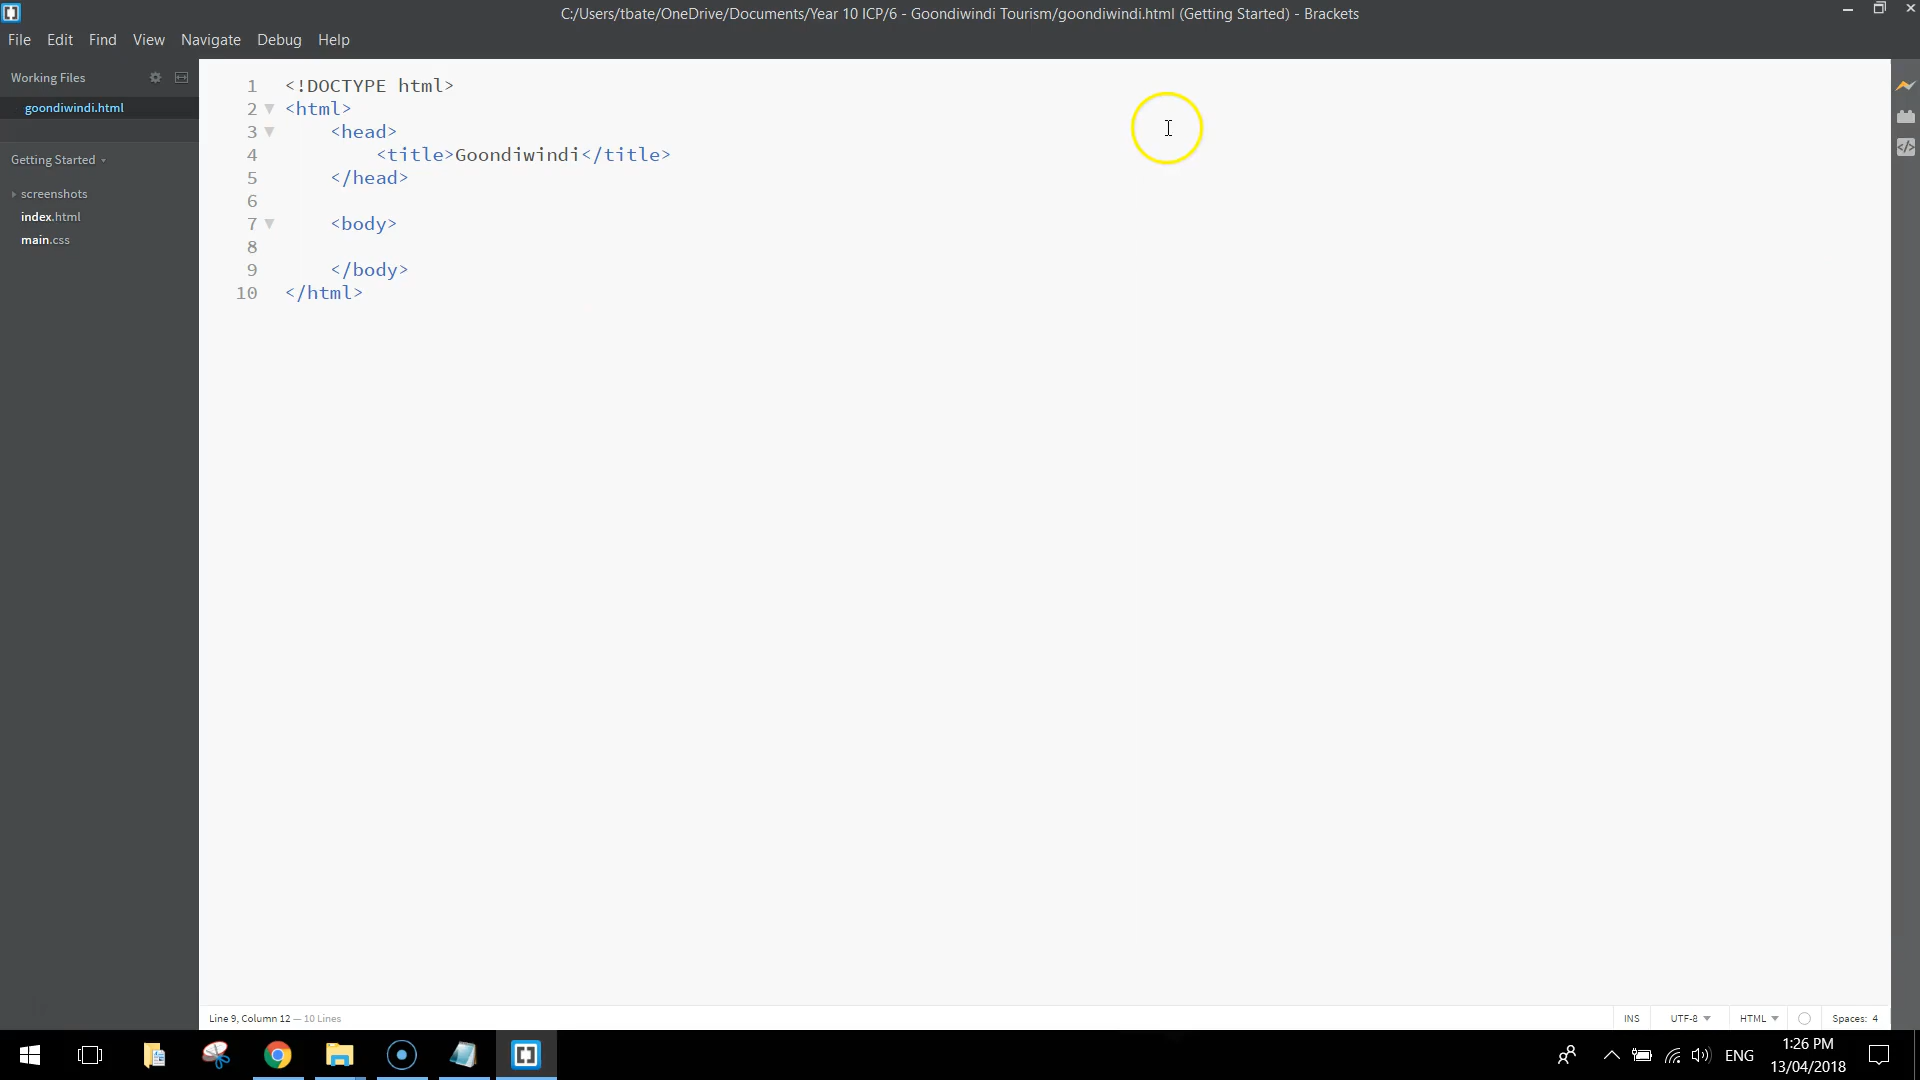 C:/Users/tbate/OneDrive/Documents/Year 10 ICP/6 - Goondiwindi Tourism/goondiwindi.html (Getting Started) - Brackets
File Edit Find View Navigate Debug Help
Working Files
goondiwindi.html
Getting Started
screenshots
index.html
main.css
1 <!DOCTYPE html>
2 <html>
3 <head>
4 <title>Goondiwindi</title>
5 </head>
6
7 <body>
8
9 </body>
10 </html>
Line 9, Column 12 — 10 Lines
INS UTF-8 HTML Spaces: 4
ENG
1:26 PM
13/04/2018